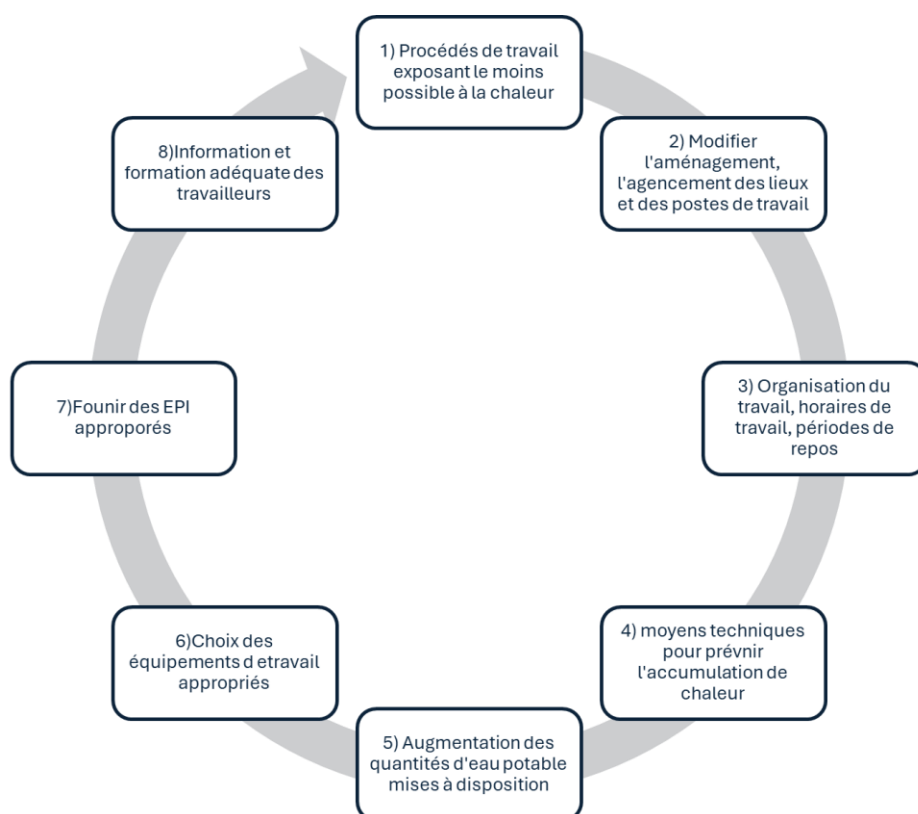 1) Procédés de travail
exposant le moins
possible à la chaleur
2) Modifier
l'aménagement,
l'agencement des lieux
et des postes de travail
3) Organisation du
travail, horaires de
travail, périodes de
repos
4) moyens techniques
pour prévnir
l'accumulation de
chaleur
5) Augmentation des
quantités d'eau potable
mises à disposition
6)Choix des
équipements d etravail
appropriés
7)Founir des EPI
approporés
8)Information et
formation adéquate des
travailleurs